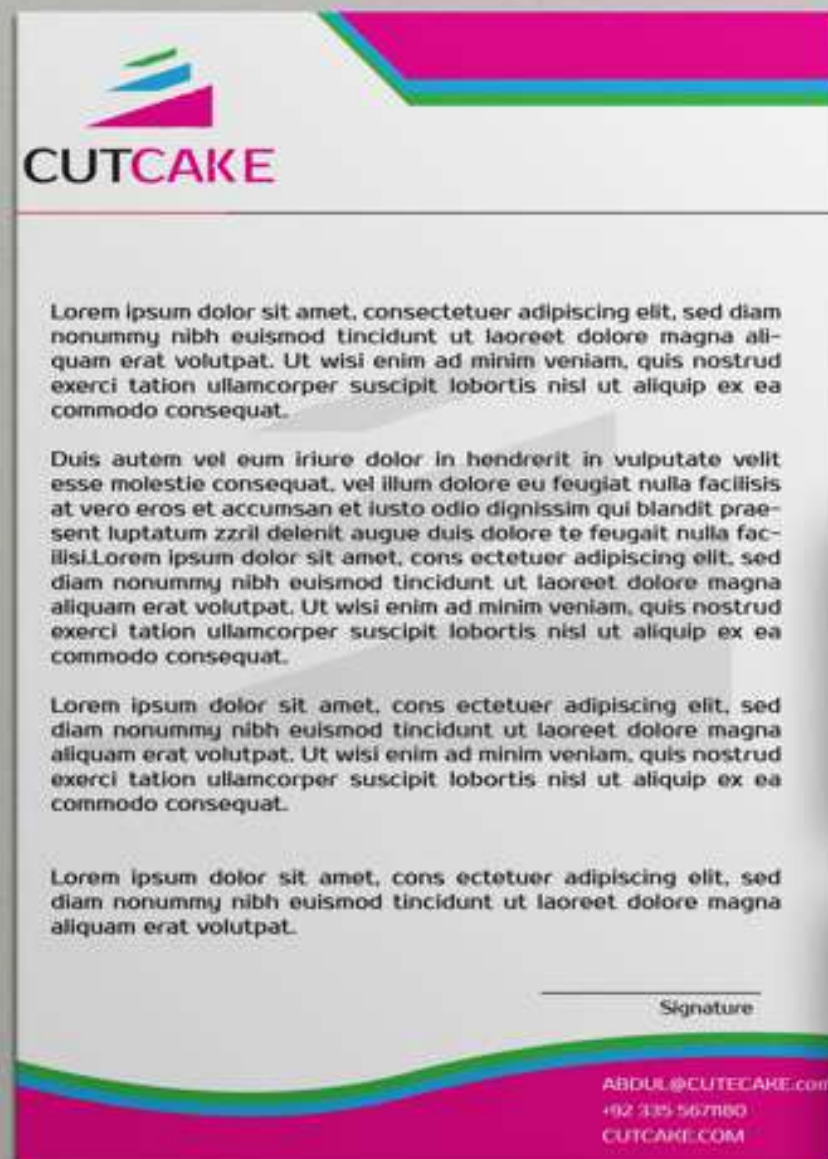 CUTCAKE
Lorem ipsum dolor sit amet, consectetuer adipiscing elit, sed diam
nonummy nibh euismod tincidunt ut laoreet dolore magna ali-
quam erat volutpat. Ut wisi enim ad minim veniam, quis nostrud
exerci tation ullamcorper suscipit lobortis nisl ut aliquip ex ea
commodo consequat.
Duis autem vel eum iriure dolor in hendrerit in vulputate velit
esse molestie consequat, vel illum dolore eu feugiat nulla facilisis
at vero eros et accumsan et iusto odio dignissim qui blandit prae-
sent luptatum zzril delenit augue duis dolore te feugait nulla fac-
ilisi.Lorem ipsum dolor sit amet, cons ectetuer adipiscing elit, sed
diam nonummy nibh euismod tincidunt ut laoreet dolore magna
aliquam erat volutpat. Ut wisi enim ad minim veniam, quis nostrud
exerci tation ullamcorper suscipit lobortis nisl ut aliquip ex ea
commodo consequat.
Lorem ipsum dolor sit amet, cons ectetuer adipiscing elit, sed
diam nonummy nibh euismod tincidunt ut laoreet dolore magna
aliquam erat volutpat. Ut wisi enim ad minim veniam, quis nostrud
exerci tation ullamcorper suscipit lobortis nisl ut aliquip ex ea
commodo consequat.
Lorem ipsum dolor sit amet, cons ectetuer adipiscing elit, sed
diam nonummy nibh euismod tincidunt ut laoreet dolore magna
aliquam erat volutpat.
Signature
ABDUL@CUTECAKE.com
+92 335 5671180
CUTCAKE.COM